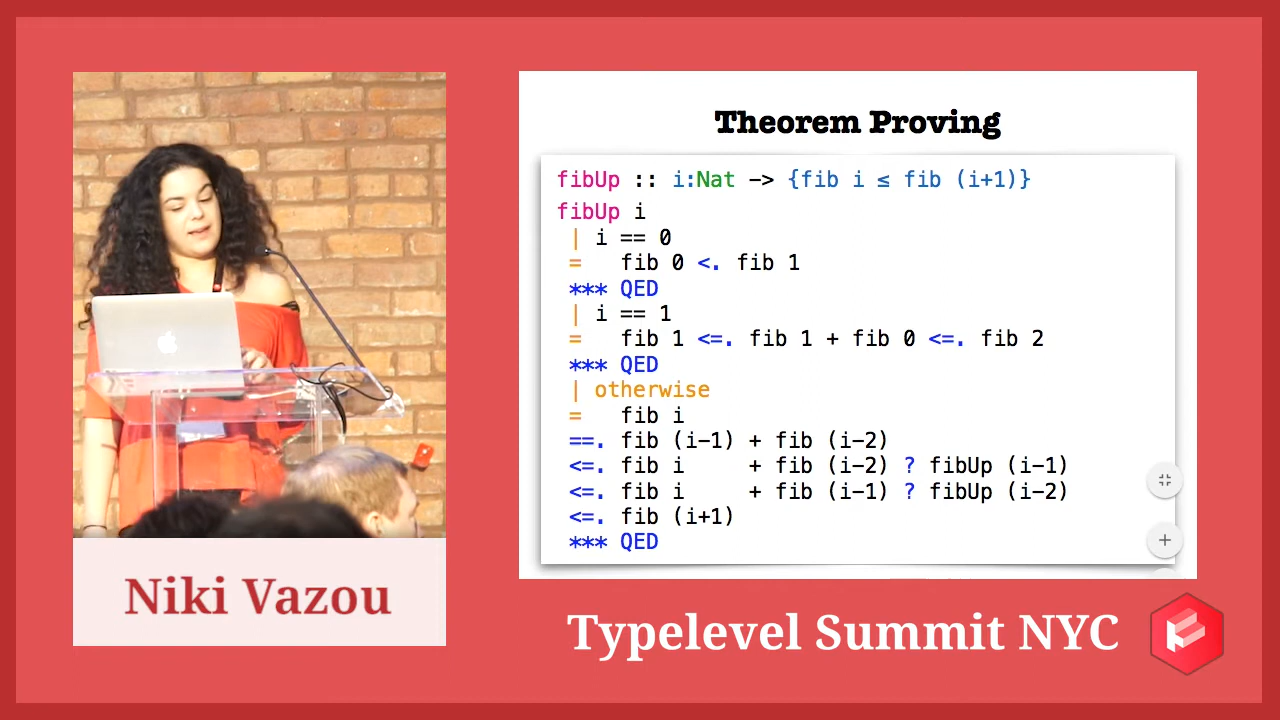 Theorem Proving
fibUp :: i:Nat -> {fib i ≤ fib (i+1)}
fibUp i
| i == 0
= fib 0 <. fib 1
*** QED
| i == 1
= fib 1 <=. fib 1 + fib 0 <=. fib 2
*** QED
| otherwise
= fib i
==. fib (i-1) + fib (i-2)
<=. fib i + fib (i-2) ? fibUp (i-1)
<=. fib i + fib (i-1) ? fibUp (i-2)
<=. fib (i+1)
*** QED
Niki Vazou
Typelevel Summit NYC